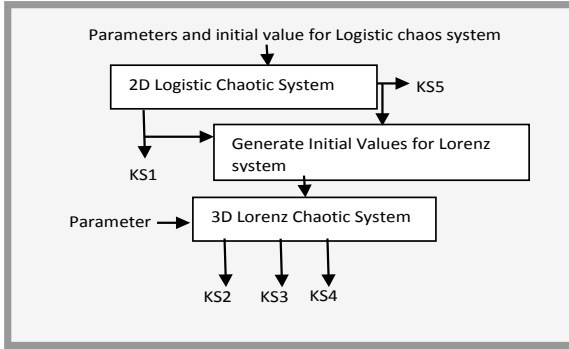 Parameters and initial value for Logistic chaos system
2D Logistic Chaotic System
KS5
Generate Initial Values for Lorenz
system
KS1
3D Lorenz Chaotic System
Parameter
KS2
KS3
KS4